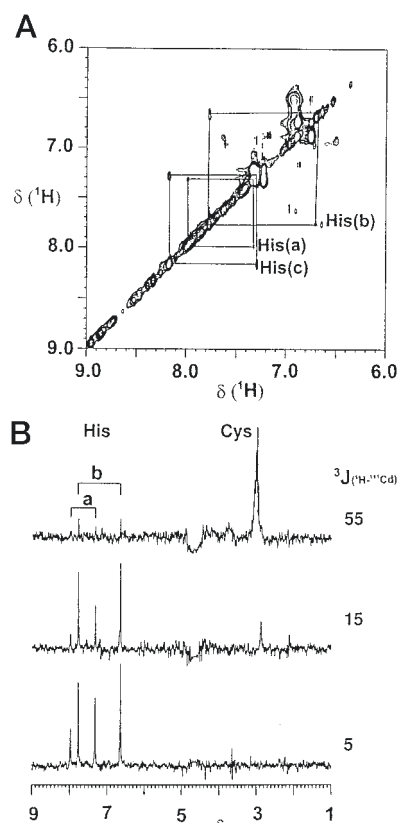 A
6.0
7.0
δ (¹H)
8.0
9.0
His(b)
His(a)
His(c)
9.0 8.0 7.0 6.0
δ (¹H)
B
His Cys
³J(¹H-¹¹¹Cd)
b
a
55
15
5
9 7 5 3 1